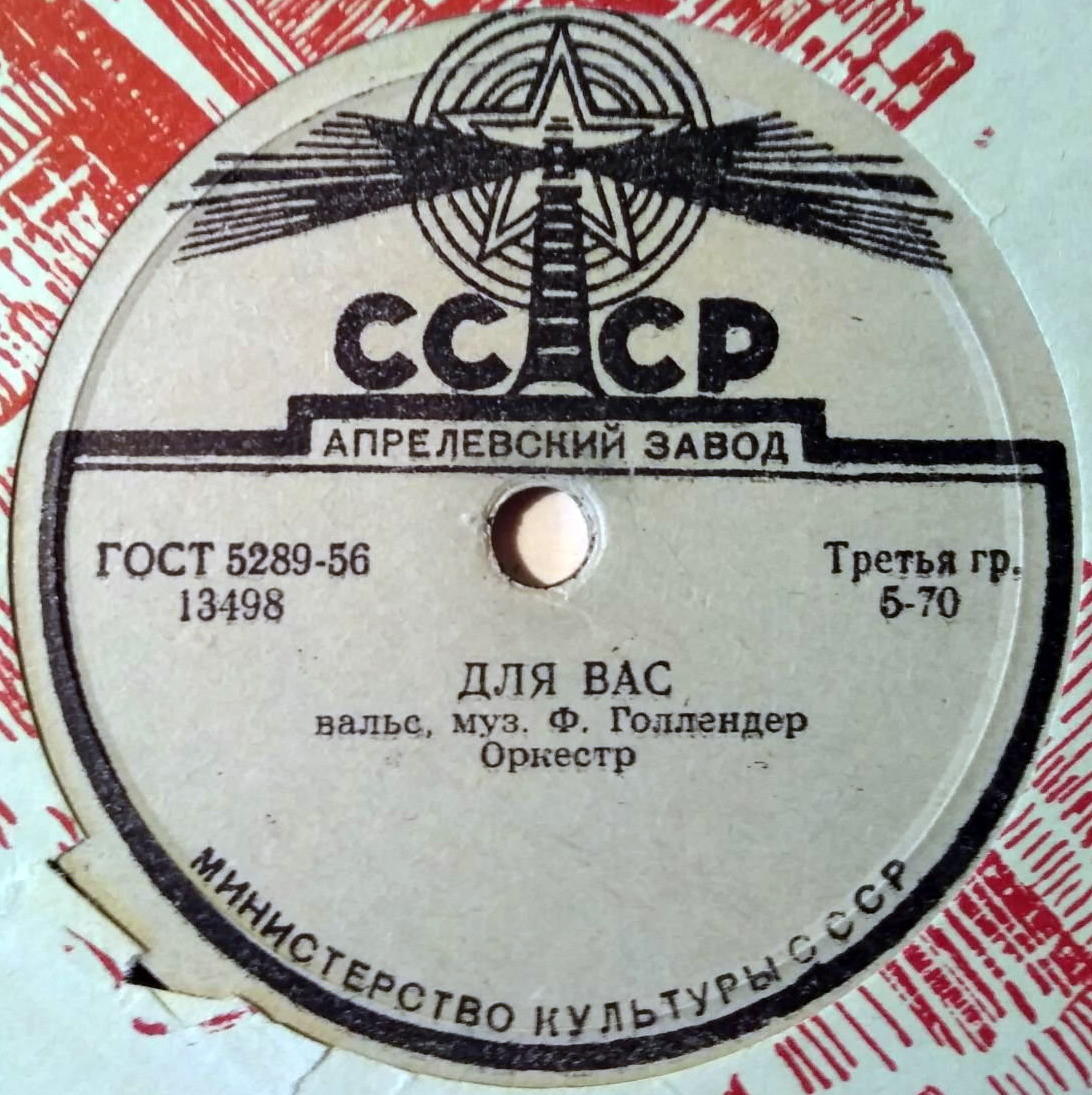 СССР
АПРЕЛЕВСКИЙ ЗАВОД
ГОСТ 5289-56
13498
Третья гр.
5-70
ДЛЯ ВАС
вальс, муз. Ф. Голлендер
Оркестр
МИНИСТЕРСТВО КУЛЬТУРЫ СССР